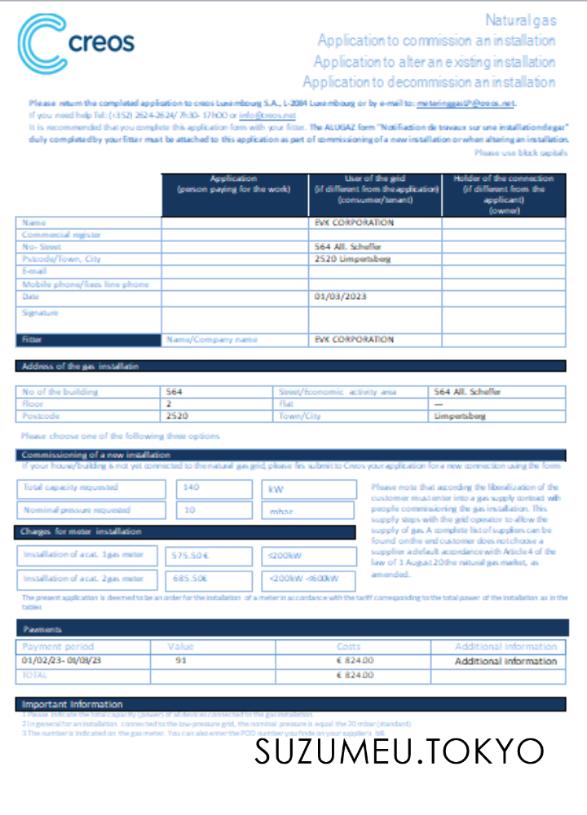 creos
Natural gas
Application to commission an installation
Application to alter an existing installation
Application to decommission an installation
Please return the completed application to creos Luxembourg S.A., L-2084 Luxembourg or by e-mail to: meteringgasLP@creos.net.
If you need help Tel: (+352) 2624-2624/ 7h30- 17h00 or info@creos.net
It is recommended that you complete this application form with your fitter. The ALUGAZ form "Notifiaction de travaux sur une installation de gaz"
duly completed by your fitter must be attached to this application as part of commissioning of a new installation or when altering an installation.
Please use block capitals
Application
(person paying for the work)
User of the grid
(if different from the application)
(consumer/tenant)
Holder of the connection
(if different from the
applicant)
(owner)
Name EVK CORPORATION
Commercial register
No- Street 564 All. Scheffer
Pstcode/Town, City 2520 Limpertsberg
E-mail
Mobile phone/fixes line phone
Date 01/03/2023
Signature
Fitter Name/Company name EVK CORPORATION
Address of the gas installatin
No of the building 564 Street/economic activity area 564 All. Scheffer
Floor 2 Flat —
Postcode 2520 Town/City Limpertsberg
Please choose one of the following three options
Commissioning of a new installation
If your house/building is not yet connected to the natural gas grid, please firs submit to Creos your application for a new connection using the form
Total capacity requested 140 kW
Nominal pressure requested 10 mbar
Please note that according the liberalization of the
customer must enter into a gas supply contract with
people commissioning the gas installation. This
supply steps with the grid operator to allow the
supply of gas. A complete list of suppliers can be
found on the end customer does not choose a
supplier a default accordance with Article 4 of the
law of 1 August 20 the natural gas market, as
amended.
Charges for meter installation
Installation of a cat. 1 gas meter 575.50 € ≤200kW
Installation of a cat. 2 gas meter 685.50€ <200kW ≤600kW
The present application is deemed to be an order for the installation of a meter in accordance with the tariff corresponding to the total power of the installation as in the
tables
Payments
Payment period Value Costs Additional information
01/02/23- 01/03/23 91 € 824.00 Additional information
TOTAL € 824.00
Important Information
1 Please indicate the total capacity (power) of all devices connected to the gas installation.
2 In general for an installation connected to the low-pressure grid, the nominal pressure is equal the 20 mbar (standard)
3 The number is indicated on the gas meter. You can also enter the POD number you finde on your supplier's bill.
SUZUMEU.TOKYO